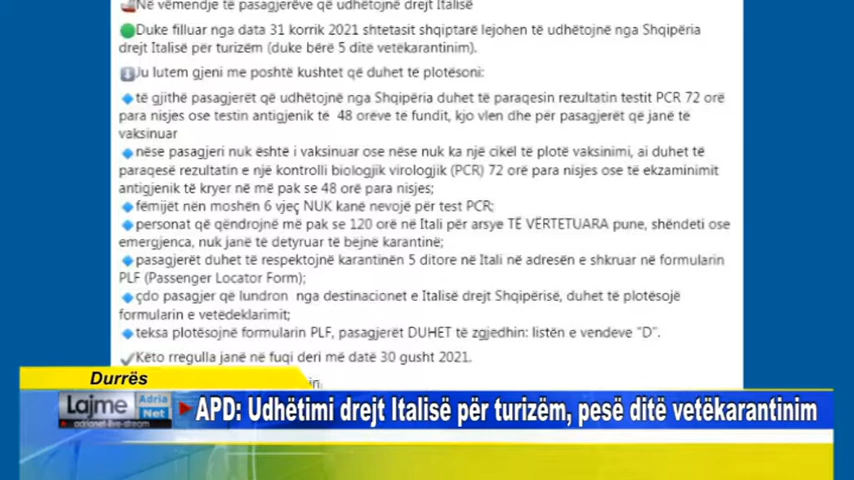 Në vëmendje të pasagjerëve që udhëtojnë drejt Italisë
Duke filluar nga data 31 korrik 2021 shtetasit shqiptarë lejohen të udhëtojnë nga Shqipëria
drejt Italisë për turizëm (duke bërë 5 ditë vetëkarantinim).
Ju lutem gjeni me poshtë kushtet që duhet të plotësoni:
të gjithë pasagjerët që udhëtojnë nga Shqipëria duhet të paraqesin rezultatin testit PCR 72 orë
para nisjes ose testin antigjenik të 48 orëve të fundit, kjo vlen dhe për pasagjerët që janë të
vaksinuar
nëse pasagjeri nuk është i vaksinuar ose nëse nuk ka një cikël të plotë vaksinimi, ai duhet të
paraqesë rezultatin e një kontrolli biologjik virologjik (PCR) 72 orë para nisjes ose të ekzaminimit
antigjenik të kryer në më pak se 48 orë para nisjes;
fëmijët nën moshën 6 vjeç NUK kanë nevojë për test PCR;
personat që qëndrojnë më pak se 120 orë në Itali për arsye TË VËRTETUARA pune, shëndeti ose
emergjenca, nuk janë të detyruar të bëjnë karantinë;
pasagjerët duhet të respektojnë karantinën 5 ditore në Itali në adresën e shkruar në formularin
PLF (Passenger Locator Form);
çdo pasagjer që lundron nga destinacionet e Italisë drejt Shqipërisë, duhet të plotësojë
formularin e vetëdeklarimit;
teksa plotësojnë formularin PLF, pasagjerët DUHET të zgjedhin: listën e vendeve "D".
Këto rregulla janë në fuqi deri më datë 30 gusht 2021.
Durrës
Lajme Adria Net
adrianet-live-stream
APD: Udhëtimi drejt Italisë për turizëm, pesë ditë vetëkarantinim